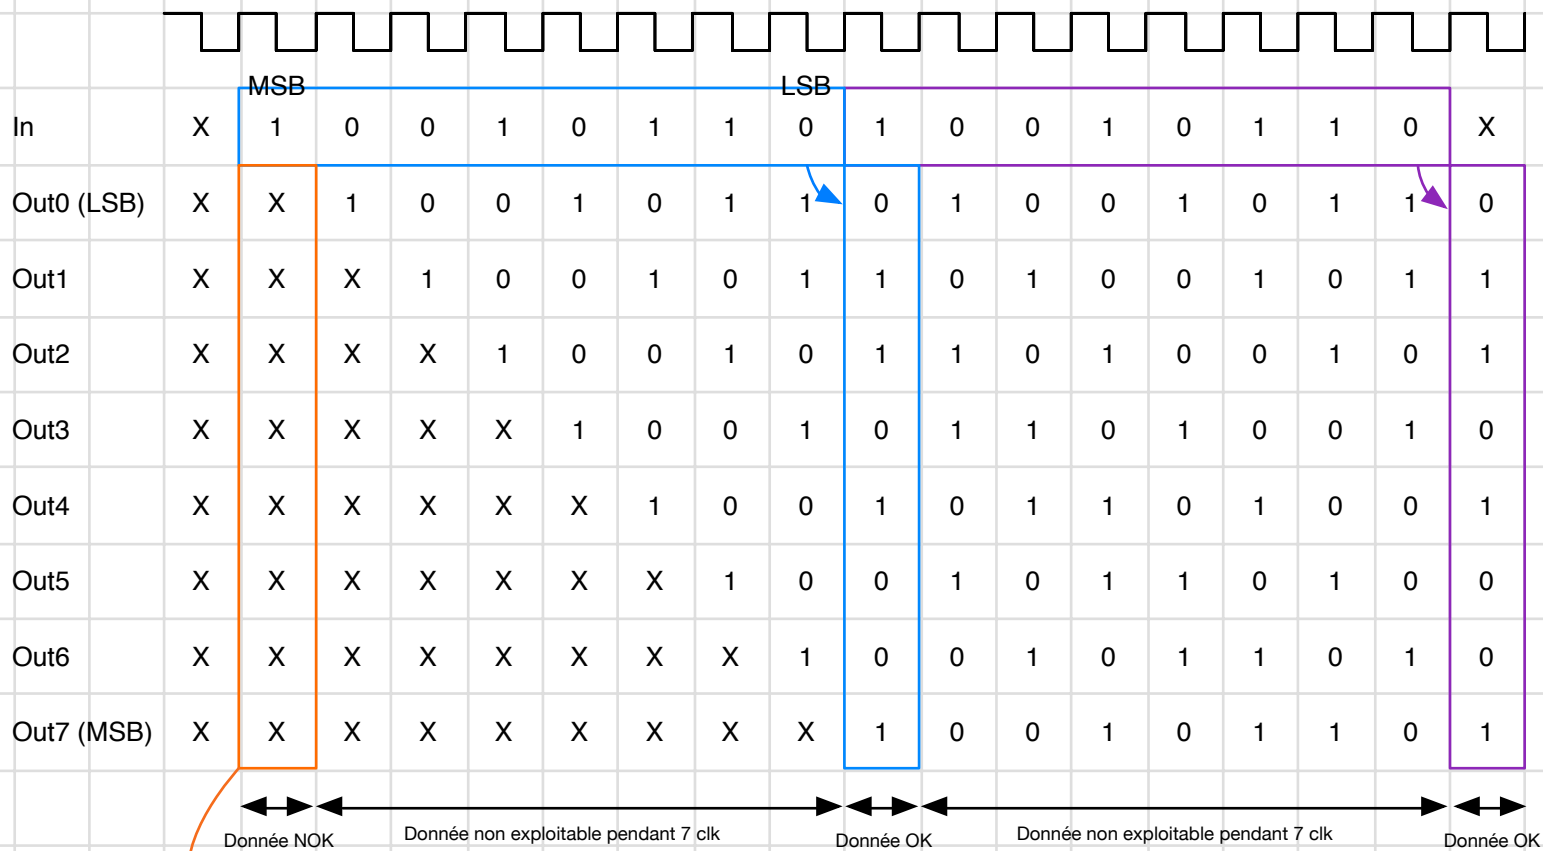 MSB LSB
In X 1 0 0 1 0 1 1 0 1 0 0 1 0 1 1 0 X
Out0 (LSB) X X 1 0 0 1 0 1 1 0 1 0 0 1 0 1 1 0
Out1 X X X 1 0 0 1 0 1 1 0 1 0 0 1 0 1 1
Out2 X X X X 1 0 0 1 0 1 1 0 1 0 0 1 0 1
Out3 X X X X X 1 0 0 1 0 1 1 0 1 0 0 1 0
Out4 X X X X X X 1 0 0 1 0 1 1 0 1 0 0 1
Out5 X X X X X X X 1 0 0 1 0 1 1 0 1 0 0
Out6 X X X X X X X X 1 0 0 1 0 1 1 0 1 0
Out7 (MSB) X X X X X X X X X 1 0 0 1 0 1 1 0 1
Donnée NOK Donnée non exploitable pendant 7 clk Donnée OK Donnée non exploitable pendant 7 clk Donnée OK